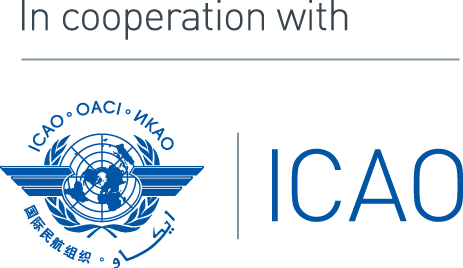 In cooperation with
ICAO · OACI · ИКАО
国际民航组织 · ايكاو
ICAO